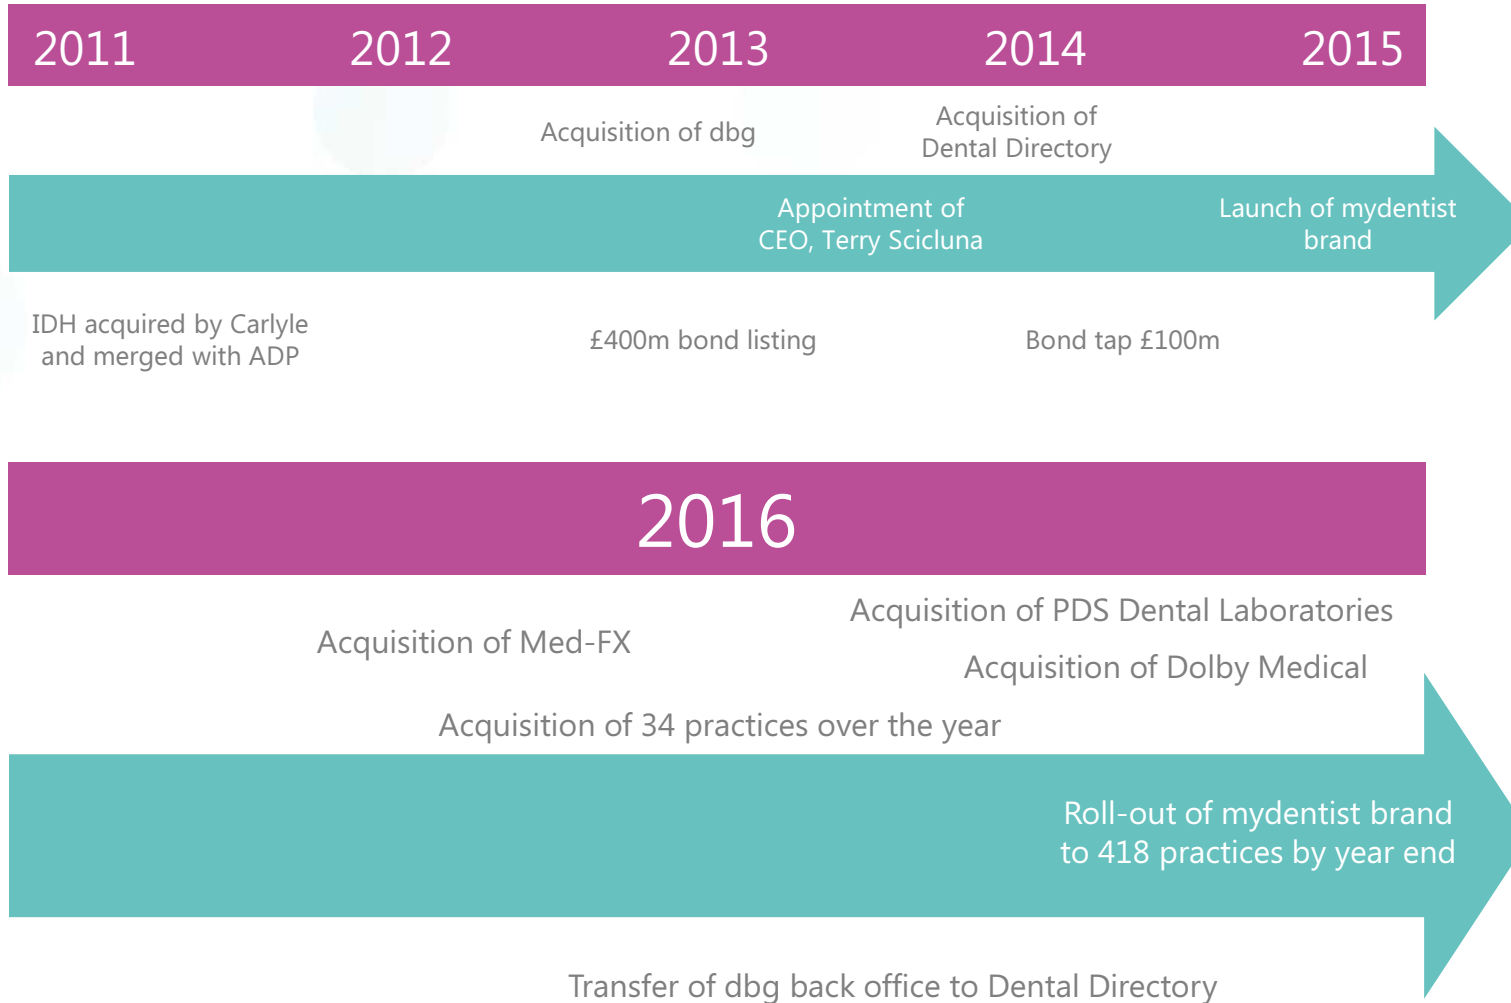 2011 2012 2013 2014 2015
Acquisition of dbg
Acquisition of
Dental Directory
Appointment of
CEO, Terry Scicluna
Launch of mydentist
brand
IDH acquired by Carlyle
and merged with ADP
£400m bond listing
Bond tap £100m
2016
Acquisition of PDS Dental Laboratories
Acquisition of Med-FX
Acquisition of Dolby Medical
Acquisition of 34 practices over the year
Roll-out of mydentist brand
to 418 practices by year end
Transfer of dbg back office to Dental Directory